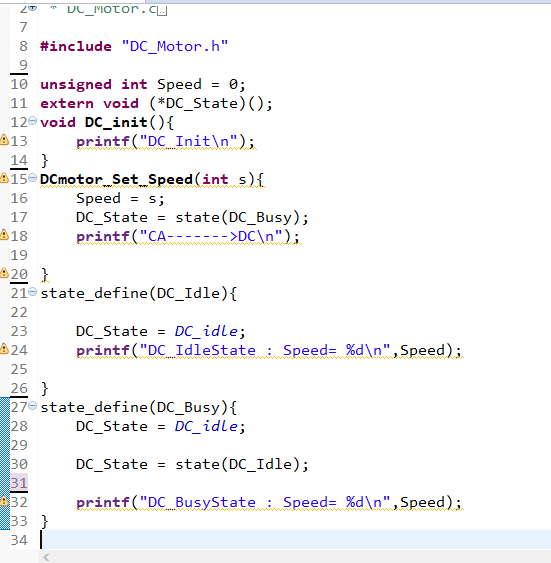 2 * DC_Motor.c
7
8 #include "DC_Motor.h"
9
10 unsigned int Speed = 0;
11 extern void (*DC_State)();
12 void DC_init(){
13     printf("DC_Init\n");
14 }
15 DCmotor_Set_Speed(int s){
16     Speed = s;
17     DC_State = state(DC_Busy);
18     printf("CA------->DC\n");
19
20 }
21 state_define(DC_Idle){
22
23     DC_State = DC_idle;
24     printf("DC_IdleState : Speed= %d\n",Speed);
25
26 }
27 state_define(DC_Busy){
28     DC_State = DC_idle;
29
30     DC_State = state(DC_Idle);
31
32     printf("DC_BusyState : Speed= %d\n",Speed);
33 }
34